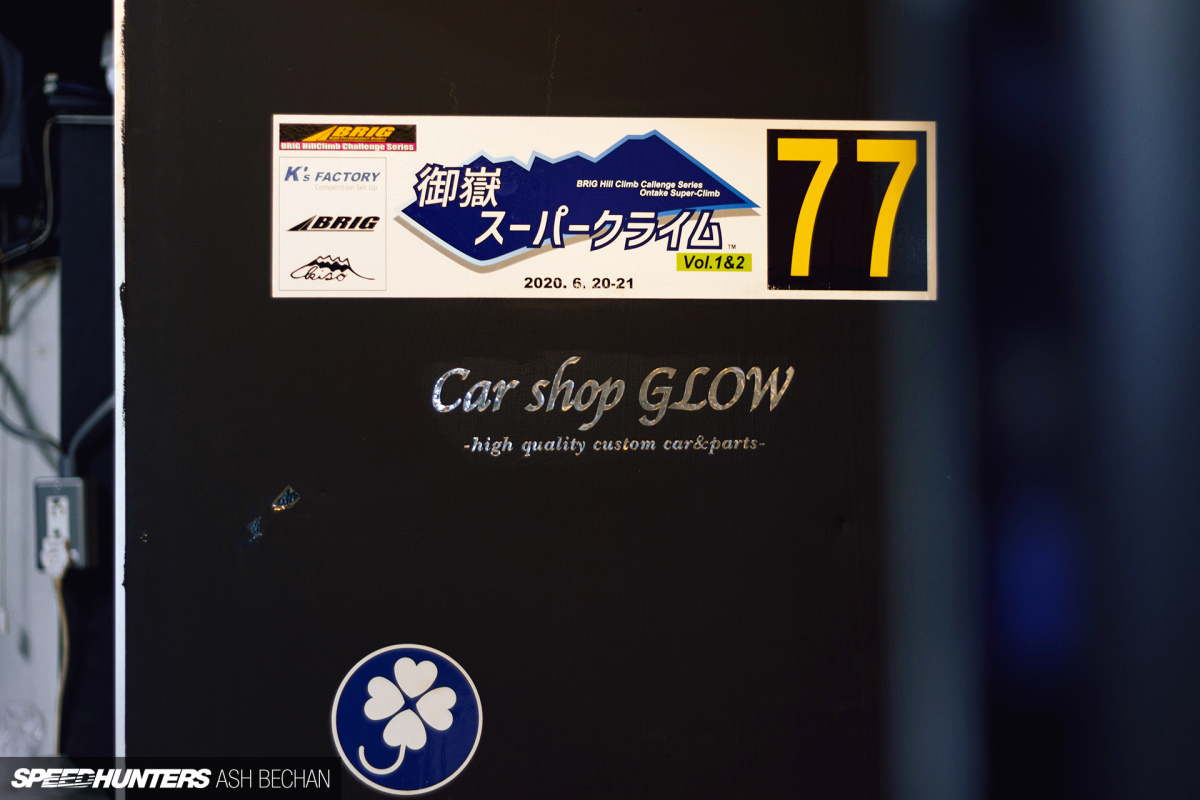 BRIG
BRIG HillClimb Challenge Series
K's FACTORY
Competition Set Up
BRIG
Kiso
御嶽
スーパークライム
TM
BRIG Hill Climb Callenge Series
Ontake Super-Climb
Vol.1&2
2020. 6. 20-21
77
Car shop GLOW
-high quality custom car&parts-
SPEEDHUNTERS ASH BECHAN